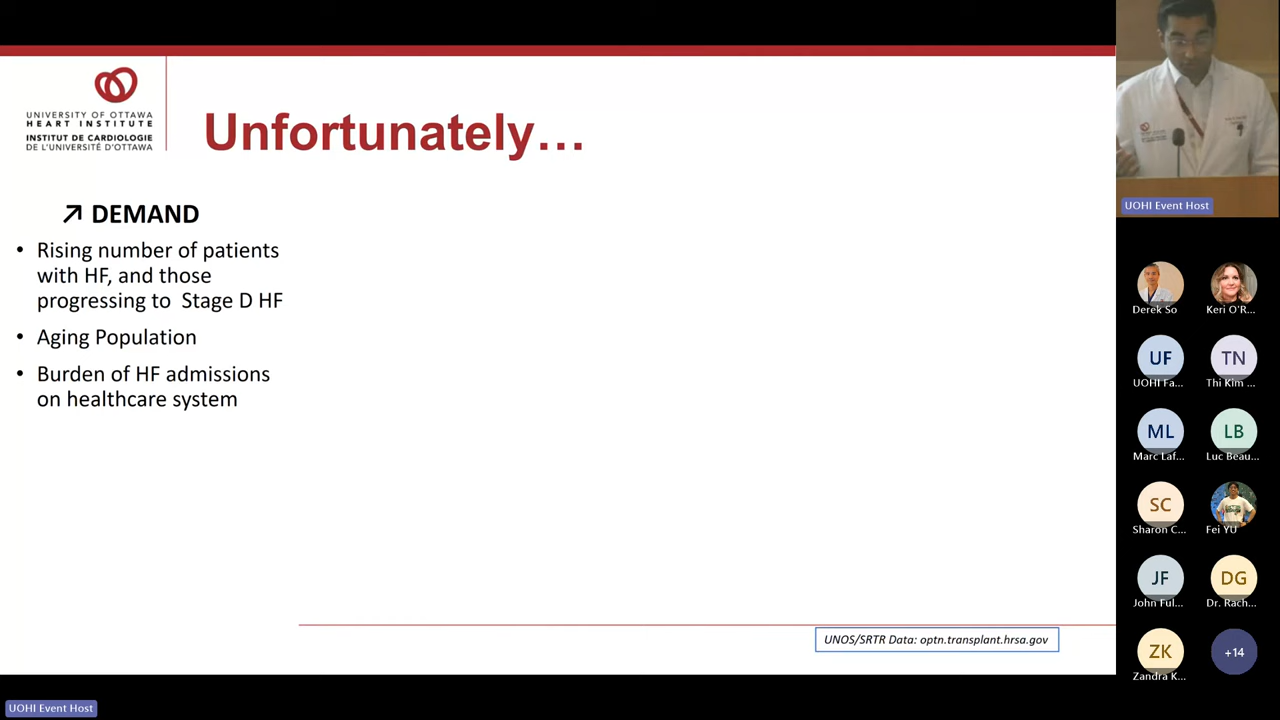 UNIVERSITY OF OTTAWA
HEART INSTITUTE
INSTITUT DE CARDIOLOGIE
DE L'UNIVERSITÉ D'OTTAWA
Unfortunately...
↗ DEMAND
• Rising number of patients
with HF, and those
progressing to Stage D HF
• Aging Population
• Burden of HF admissions
on healthcare system
UNOS/SRTR Data: optn.transplant.hrsa.gov
UOHI Event Host
Derek So
Keri O'R...
UF
UOHI Fa...
TN
Thi Kim ...
ML
Marc Laf...
LB
Luc Beau...
SC
Sharon C...
Fei YU
JF
John Ful...
DG
Dr. Rach...
ZK
Zandra K...
+14
UOHI Event Host